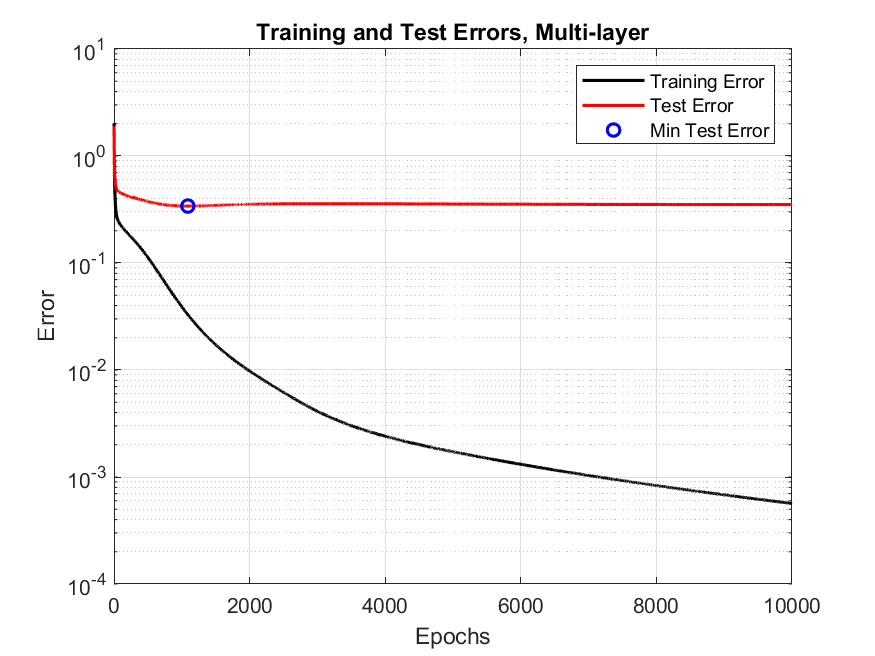 Training and Test Errors, Multi-layer
Training Error
Test Error
Min Test Error
10^1
10^0
10^-1
10^-2
10^-3
10^-4
Error
0 2000 4000 6000 8000 10000
Epochs